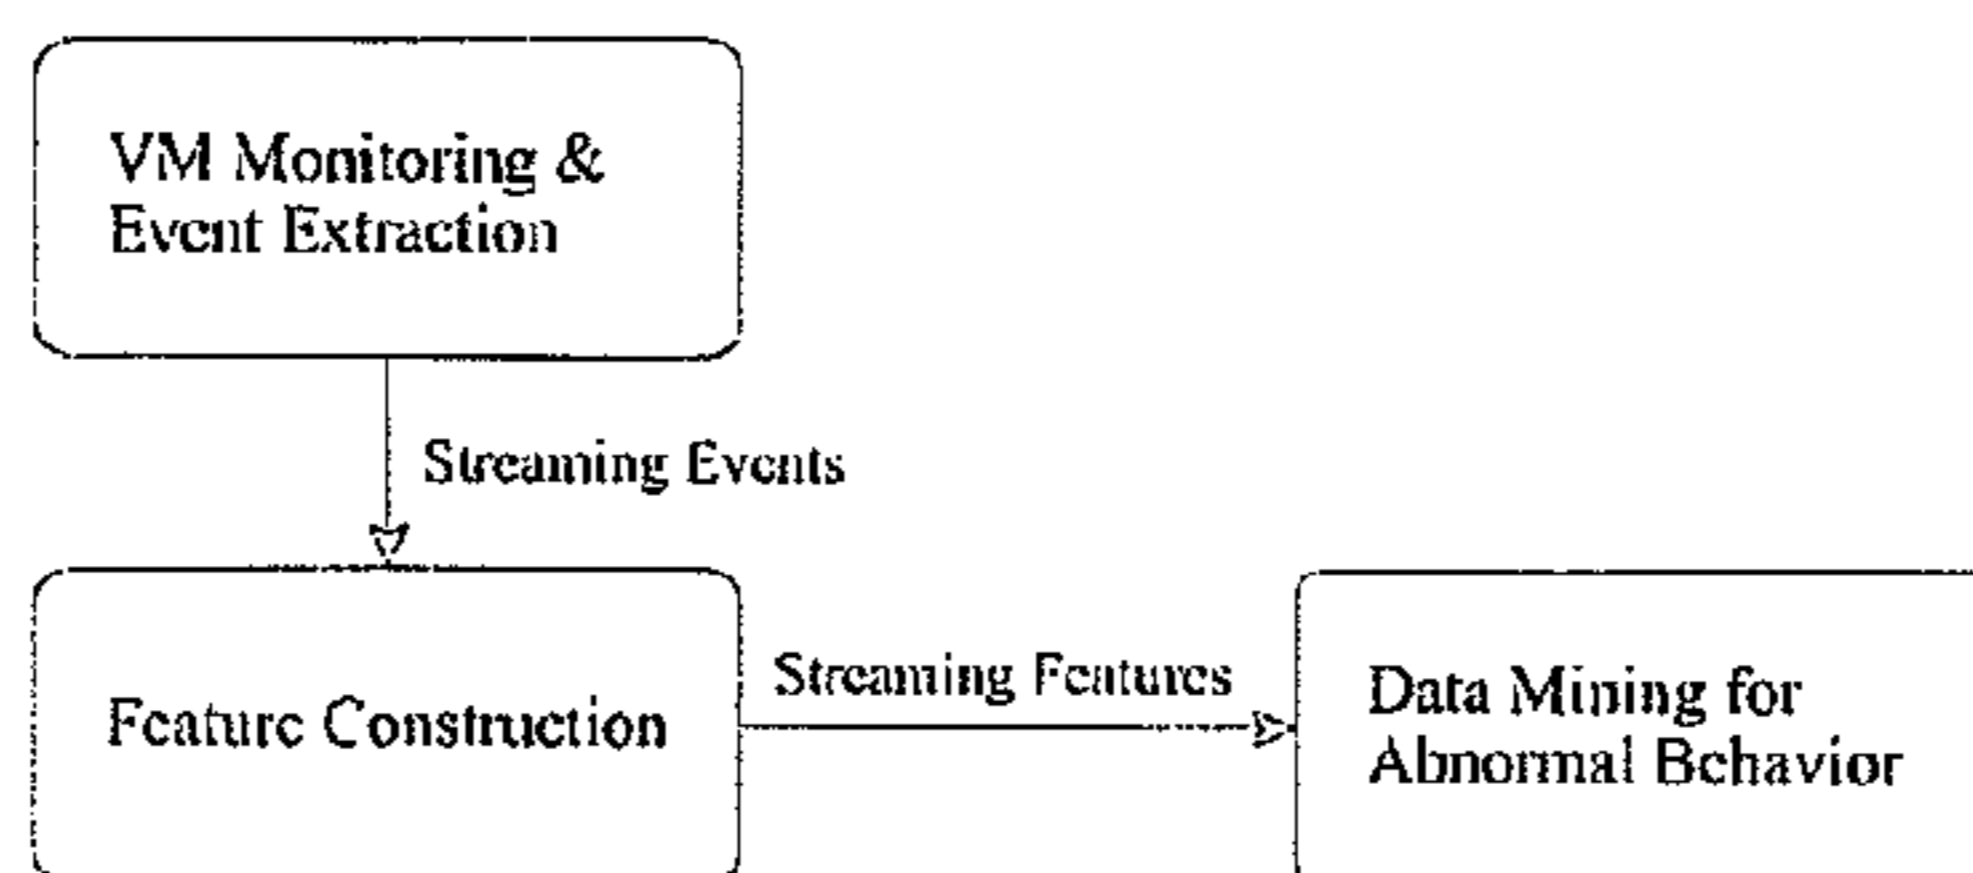 VM Monitoring &
Event Extraction
Streaming Events
Feature Construction
Streaming Features
Data Mining for
Abnormal Behavior